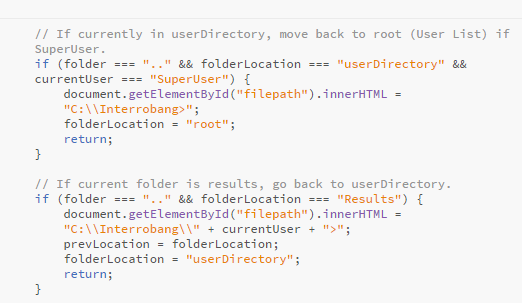 // If currently in userDirectory, move back to root (User List) if
SuperUser.
if (folder === ".." && folderLocation === "userDirectory" &&
currentUser === "SuperUser") {
    document.getElementById("filepath").innerHTML =
    "C:\\Interrobang>";
    folderLocation = "root";
    return;
}

// If current folder is results, go back to userDirectory.
if (folder === ".." && folderLocation === "Results") {
    document.getElementById("filepath").innerHTML =
    "C:\\Interrobang\\" + currentUser + ">";
    prevLocation = folderLocation;
    folderLocation = "userDirectory";
    return;
}